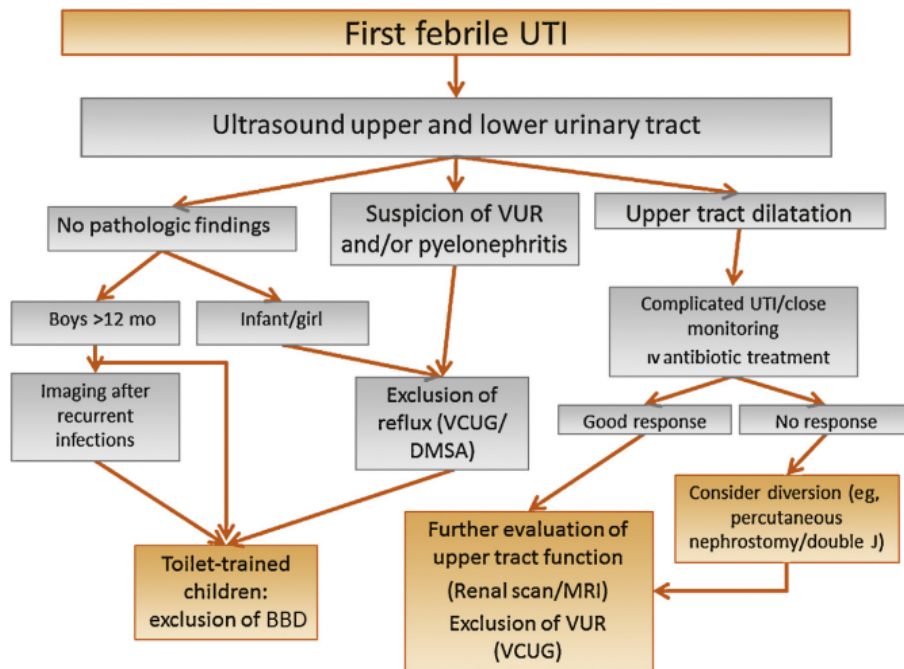 First febrile UTI
Ultrasound upper and lower urinary tract
No pathologic findings
Suspicion of VUR
and/or pyelonephritis
Upper tract dilatation
Boys >12 mo
Infant/girl
Complicated UTI/close
monitoring
IV antibiotic treatment
Imaging after
recurrent
infections
Exclusion of
reflux (VCUG/
DMSA)
Good response
No response
Consider diversion (eg,
percutaneous
nephrostomy/double J)
Toilet-trained
children:
exclusion of BBD
Further evaluation of
upper tract function
(Renal scan/MRI)
Exclusion of VUR
(VCUG)